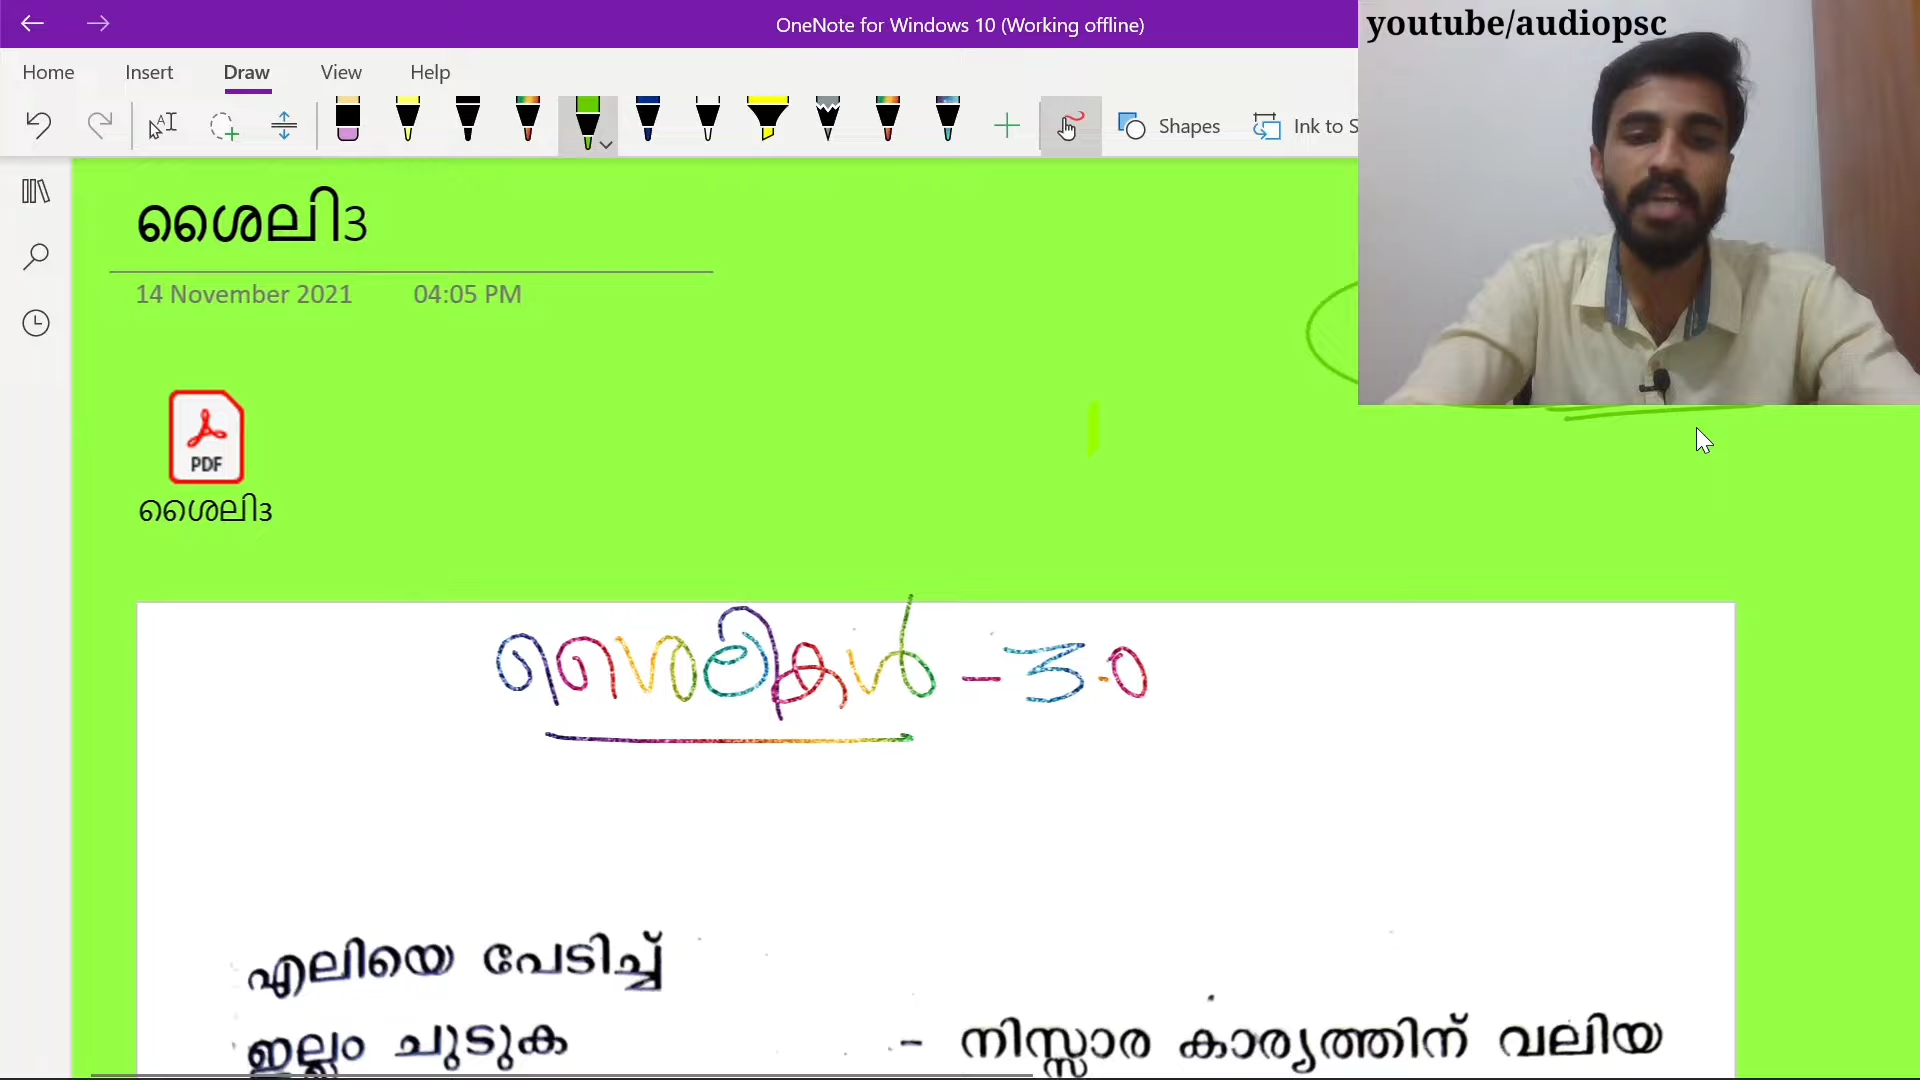 OneNote for Windows 10 (Working offline)
youtube/audiopsc
Home Insert Draw View Help
Shapes Ink to S
ശൈലി3
14 November 2021 04:05 PM
PDF
ശൈലി3
ശൈലികൾ - 3.0
എലിയെ പേടിച്ച്
ഇല്ലം ചുടുക - നിസ്സാര കാര്യത്തിന് വലിയ